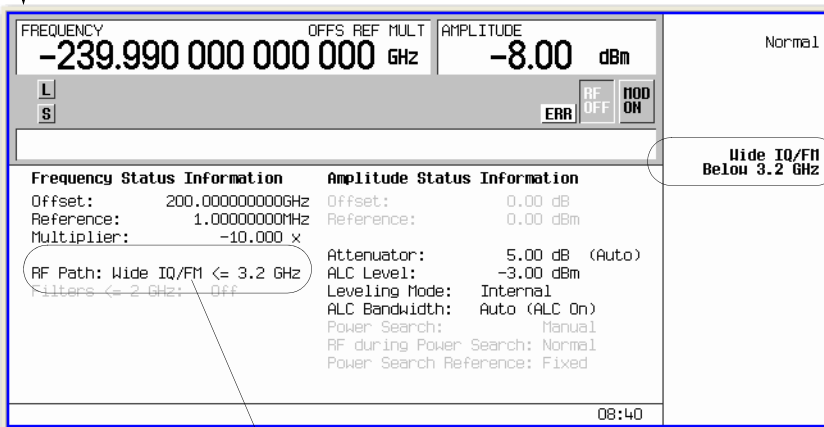 FREQUENCY OFFS REF MULT
-239.990 000 000 000 GHz
AMPLITUDE
-8.00 dBm
Normal
L
S
ERR
RF OFF
MOD ON
Wide IQ/FM
Below 3.2 GHz
Frequency Status Information
Offset: 200.000000000GHz
Reference: 1.00000000MHz
Multiplier: -10.000 x
RF Path: Wide IQ/FM <= 3.2 GHz
Filters <= 2 GHz: Off
Amplitude Status Information
Offset: 0.00 dB
Reference: 0.00 dBm
Attenuator: 5.00 dB (Auto)
ALC Level: -3.00 dBm
Leveling Mode: Internal
ALC Bandwidth: Auto (ALC On)
Power Search: Manual
RF during Power Search: Normal
Power Search Reference: Fixed
08:40